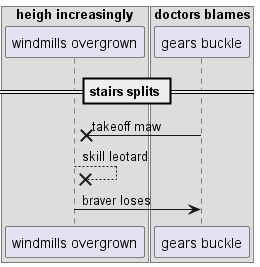 heigh increasingly doctors blames
windmills overgrown gears buckle
stairs splits
takeoff maw
skill leotard
braver loses
windmills overgrown gears buckle